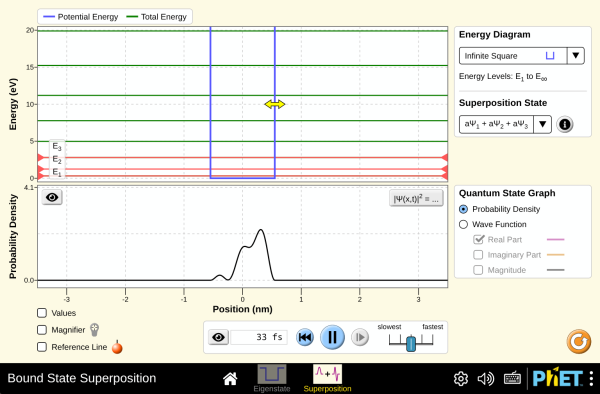 Potential Energy
Total Energy
Energy (eV)
20
15
10
5
0
E3
E2
E1
Energy Diagram
Infinite Square
Energy Levels: E1 to E∞
Superposition State
aΨ1 + aΨ2 + aΨ3
Probability Density
4.1
0.0
|Ψ(x,t)|² = ...
-3
-2
-1
0
1
2
3
Position (nm)
Quantum State Graph
Probability Density
Wave Function
Real Part
Imaginary Part
Magnitude
Values
Magnifier
Reference Line
33 fs
slowest
fastest
Bound State Superposition
Eigenstate
Superposition
PhET